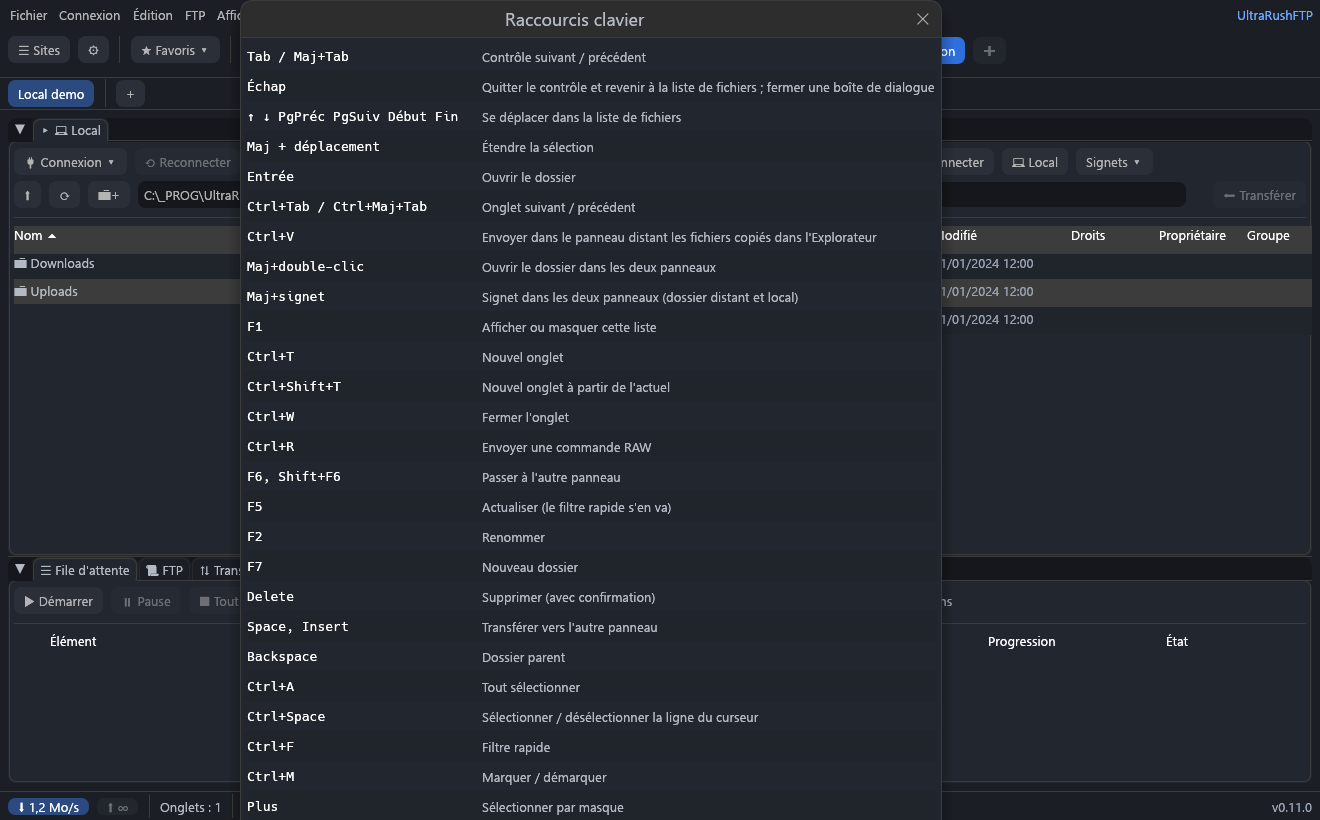 Fichier Connexion Édition FTP
UltraRushFTP
Raccourcis clavier
Sites
Favoris
Local demo
Local
Connexion
Reconnecter
C:\_PROG\UltraR
Nom
Downloads
Uploads
Tab / Maj+Tab Contrôle suivant / précédent
Échap Quitter le contrôle et revenir à la liste de fichiers ; fermer une boîte de dialogue
↑ ↓ PgPréc PgSuiv Début Fin Se déplacer dans la liste de fichiers
Maj + déplacement Étendre la sélection
Entrée Ouvrir le dossier
Ctrl+Tab / Ctrl+Maj+Tab Onglet suivant / précédent
Ctrl+V Envoyer dans le panneau distant les fichiers copiés dans l'Explorateur
Maj+double-clic Ouvrir le dossier dans les deux panneaux
Maj+signet Signet dans les deux panneaux (dossier distant et local)
F1 Afficher ou masquer cette liste
Ctrl+T Nouvel onglet
Ctrl+Shift+T Nouvel onglet à partir de l'actuel
Ctrl+W Fermer l'onglet
Ctrl+R Envoyer une commande RAW
F6, Shift+F6 Passer à l'autre panneau
F5 Actualiser (le filtre rapide s'en va)
F2 Renommer
F7 Nouveau dossier
Delete Supprimer (avec confirmation)
Space, Insert Transférer vers l'autre panneau
Backspace Dossier parent
Ctrl+A Tout sélectionner
Ctrl+Space Sélectionner / désélectionner la ligne du curseur
Ctrl+F Filtre rapide
Ctrl+M Marquer / démarquer
Plus Sélectionner par masque
Local
Signets
Transférer
Droits Propriétaire Groupe
1/01/2024 12:00
1/01/2024 12:00
1/01/2024 12:00
File d'attente
FTP
Démarrer
Pause
Tout
Élément
Progression
État
1,2 Mo/s
∞
Onglets : 1
v0.11.0